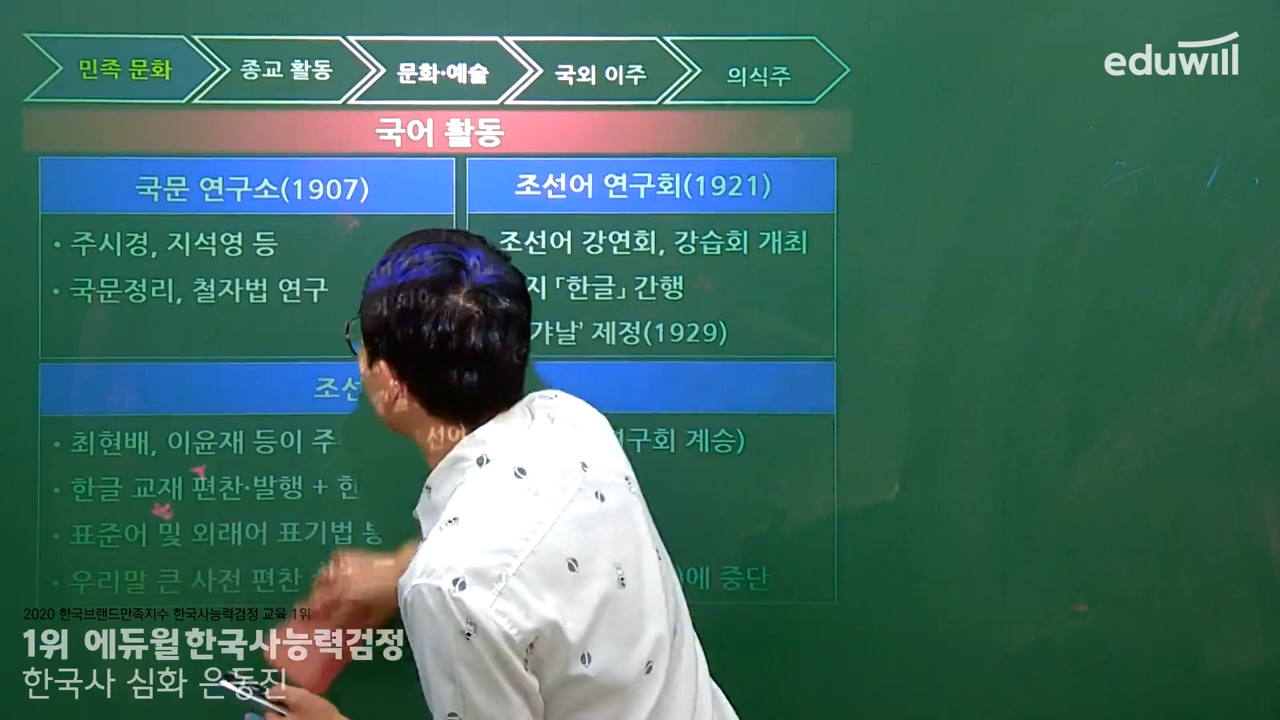 민족 문화
종교 활동
문화·예술
국외 이주
의식주
eduwill
국어 활동
국문 연구소(1907)
• 주시경, 지석영 등
• 국문정리, 철자법 연구
조선어 연구회(1921)
조선어 강연회, 강습회 개최
지 「한글」 간행
갸날’ 제정(1929)
조선
• 최현배, 이윤재 등이 주
구회 계승)
• 한글 교재 편찬·발행 +
• 표준어 및 외래어 표기법
• 우리말 큰 사전 편찬
에 중단
2020 한국브랜드만족지수 한국사능력검정 교육 1위
1위 에듀윌 한국사능력검정
한국사 심화 은동진